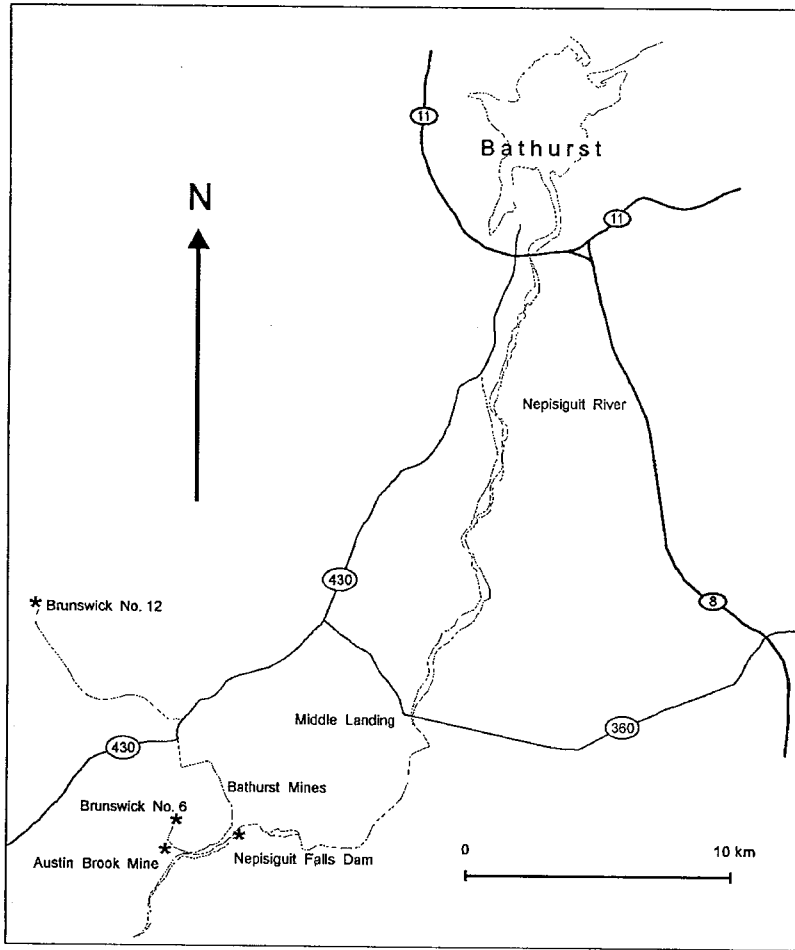 11
Bathurst
N
11
Nepisiguit River
430
Brunswick No. 12
8
Middle Landing
360
430
Bathurst Mines
Brunswick No. 6
Austin Brook Mine
Nepisiguit Falls Dam
0 10 km